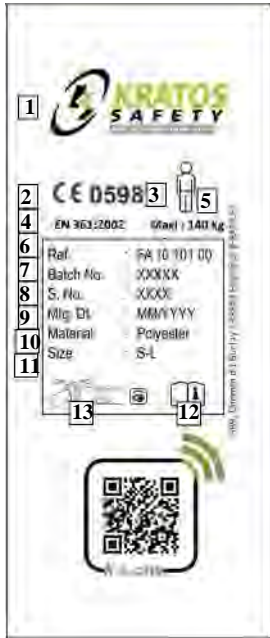 1 KRATOS
SAFETY
2 CE 0598 3 5
4 EN 361:2002 Maxi : 140 kg
6 Ref. : FA 10 101 00
7 Batch No. : XXXXX
8 S. No. : XXXX
9 Mfg. Dt. : MM/YYYY
10 Material : Polyester
11 Size : S-L
13 12